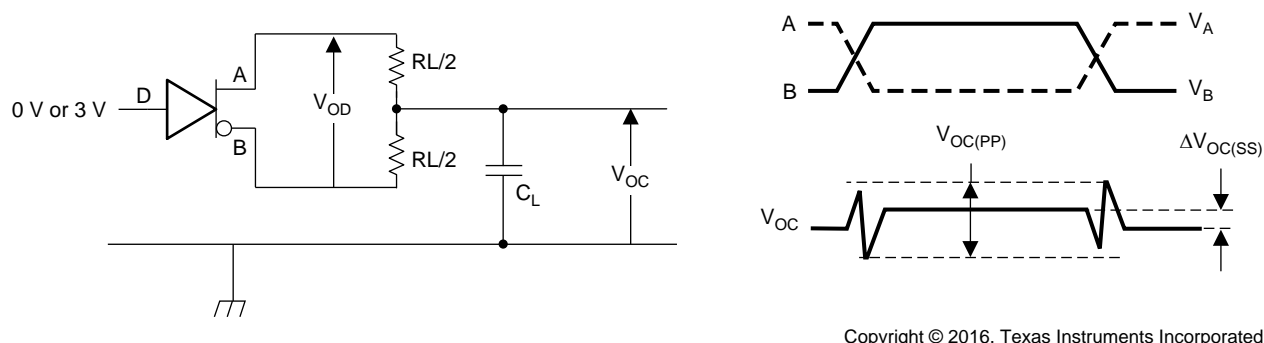 0 V or 3 V
D
A
B
V_OD
RL/2
RL/2
C_L
V_OC
A
B
V_A
V_B
V_OC(PP)
ΔV_OC(SS)
V_OC
Copyright © 2016, Texas Instruments Incorporated